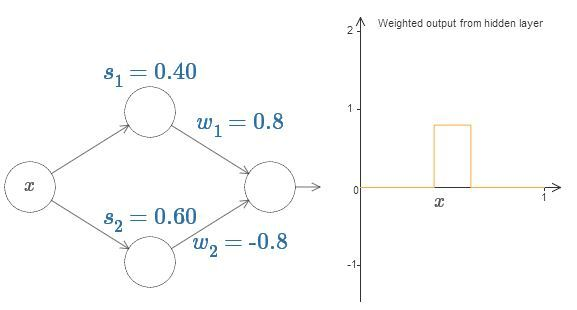 s₁ = 0.40
w₁ = 0.8
x
s₂ = 0.60
w₂ = -0.8
Weighted output from hidden layer
2
1
0
-1
x
1